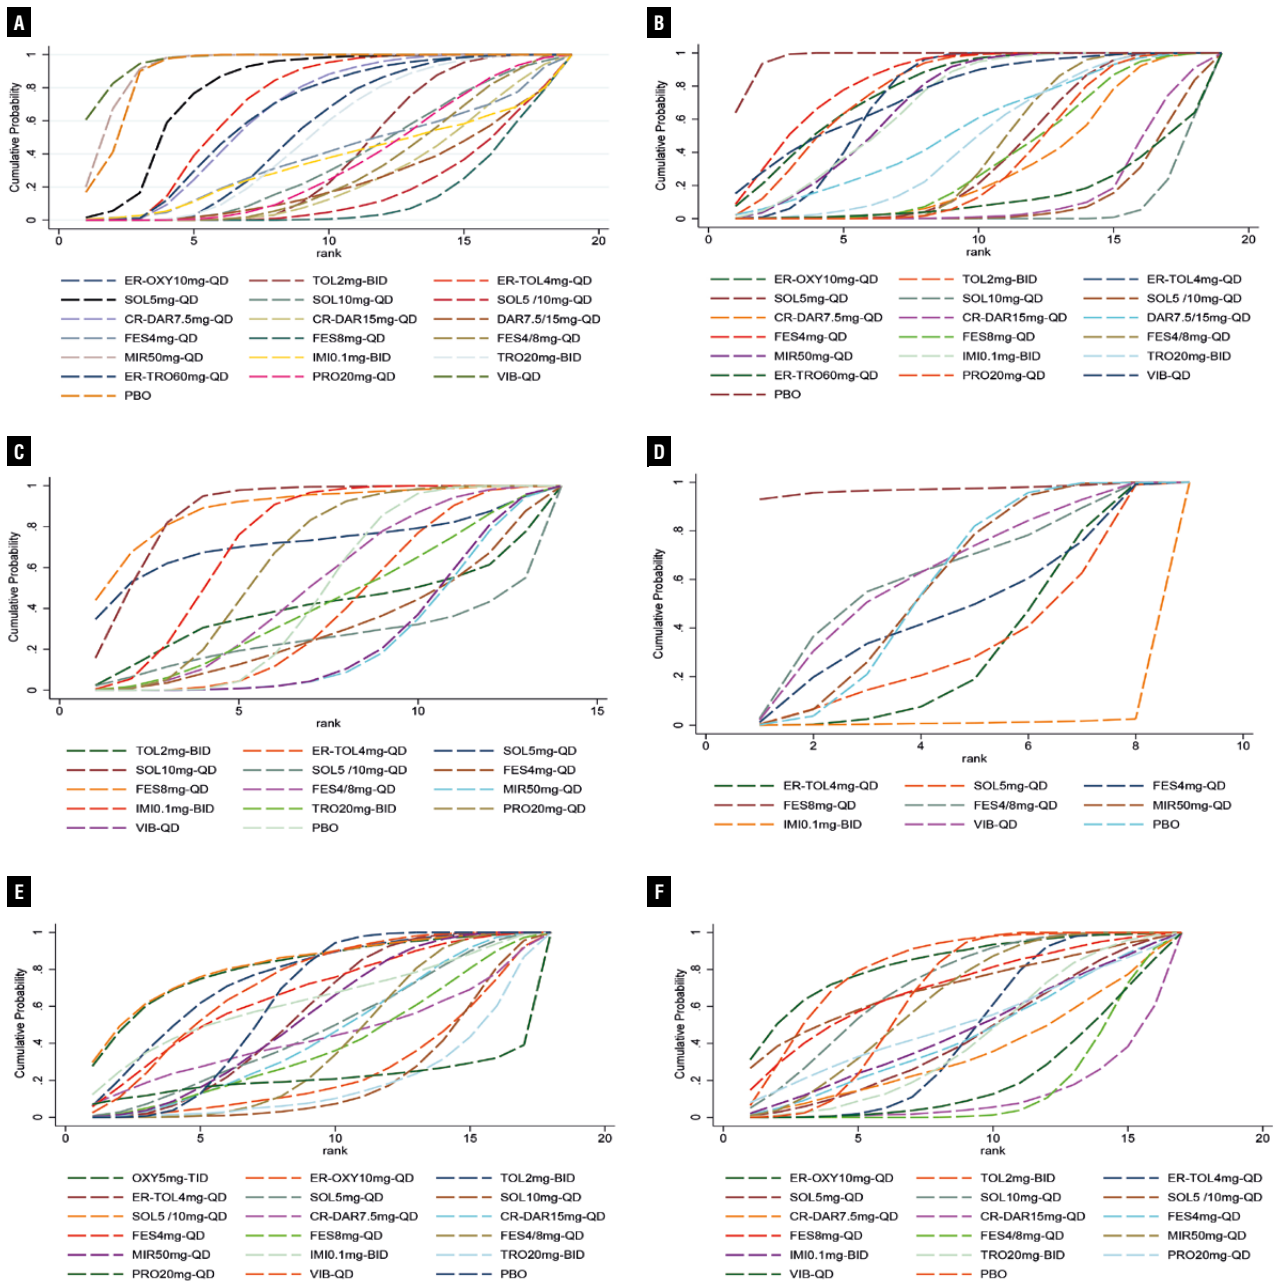 A
Cumulative Probability
1
.8
.6
.4
.2
0
0 5 10 15 20
rank
ER-OXY10mg-QD TOL2mg-BID ER-TOL4mg-QD
SOL5mg-QD SOL10mg-QD SOL5 /10mg-QD
CR-DAR7.5mg-QD CR-DAR15mg-QD DAR7.5/15mg-QD
FES4mg-QD FES8mg-QD FES4/8mg-QD
MIR50mg-QD IMI0.1mg-BID TRO20mg-BID
ER-TRO60mg-QD PRO20mg-QD VIB-QD
PBO
B
Cumulative Probability
1
.8
.6
.4
.2
0
0 5 10 15 20
rank
ER-OXY10mg-QD TOL2mg-BID ER-TOL4mg-QD
SOL5mg-QD SOL10mg-QD SOL5 /10mg-QD
CR-DAR7.5mg-QD CR-DAR15mg-QD DAR7.5/15mg-QD
FES4mg-QD FES8mg-QD FES4/8mg-QD
MIR50mg-QD IMI0.1mg-BID TRO20mg-BID
ER-TRO60mg-QD PRO20mg-QD VIB-QD
PBO
C
Cumulative Probability
1
.8
.6
.4
.2
0
0 5 10 15
rank
TOL2mg-BID ER-TOL4mg-QD SOL5mg-QD
SOL10mg-QD SOL5 /10mg-QD FES4mg-QD
FES8mg-QD FES4/8mg-QD MIR50mg-QD
IMI0.1mg-BID TRO20mg-BID PRO20mg-QD
VIB-QD PBO
D
Cumulative Probability
1
.8
.6
.4
.2
0
0 2 4 6 8 10
rank
ER-TOL4mg-QD SOL5mg-QD FES4mg-QD
FES8mg-QD FES4/8mg-QD MIR50mg-QD
IMI0.1mg-BID VIB-QD PBO
E
Cumulative Probability
1
.8
.6
.4
.2
0
0 5 10 15 20
rank
OXY5mg-TID ER-OXY10mg-QD TOL2mg-BID
ER-TOL4mg-QD SOL5mg-QD SOL10mg-QD
SOL5 /10mg-QD CR-DAR7.5mg-QD CR-DAR15mg-QD
FES4mg-QD FES8mg-QD FES4/8mg-QD
MIR50mg-QD IMI0.1mg-BID TRO20mg-BID
PRO20mg-QD VIB-QD PBO
F
Cumulative Probability
1
.8
.6
.4
.2
0
0 5 10 15 20
rank
ER-OXY10mg-QD TOL2mg-BID ER-TOL4mg-QD
SOL5mg-QD SOL10mg-QD SOL5 /10mg-QD
CR-DAR7.5mg-QD CR-DAR15mg-QD FES4mg-QD
FES8mg-QD FES4/8mg-QD MIR50mg-QD
IMI0.1mg-BID TRO20mg-BID PRO20mg-QD
VIB-QD PBO